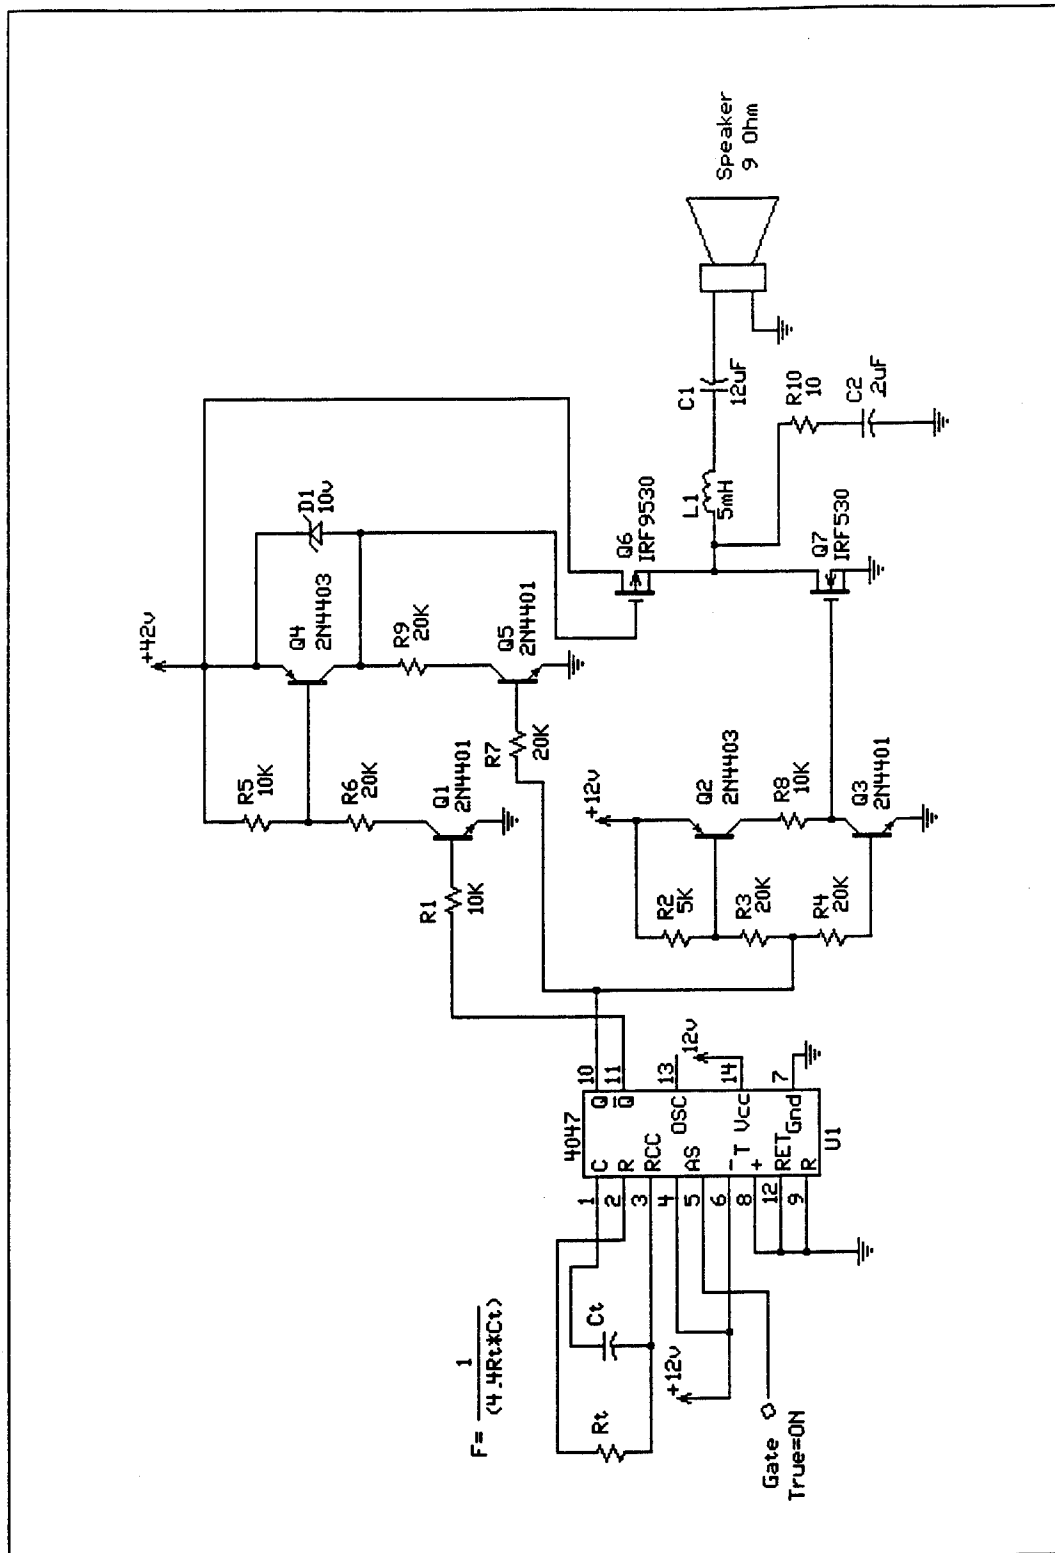 F= 1
(4.4Rt*Ct)
Rt
Ct
+12v
Gate
True=ON
4047
U1
1
2
3
4
5
6
8
12
9
C
R
RCC
AS
-
T
+
RET
R
Q
Q̅
OSC
Vcc
Gnd
10
11
13
14
7
12v
R1
10K
R5
10K
R6
20K
Q1
2N4401
+42v
Q4
2N4403
D1
10v
R9
20K
Q5
2N4401
R7
20K
+12v
R2
5K
R3
20K
R4
20K
Q2
2N4403
R8
10K
Q3
2N4401
Q6
IRF9530
Q7
IRF530
L1
5mH
C1
12uF
R10
10
C2
.2uF
Speaker
9 Ohm